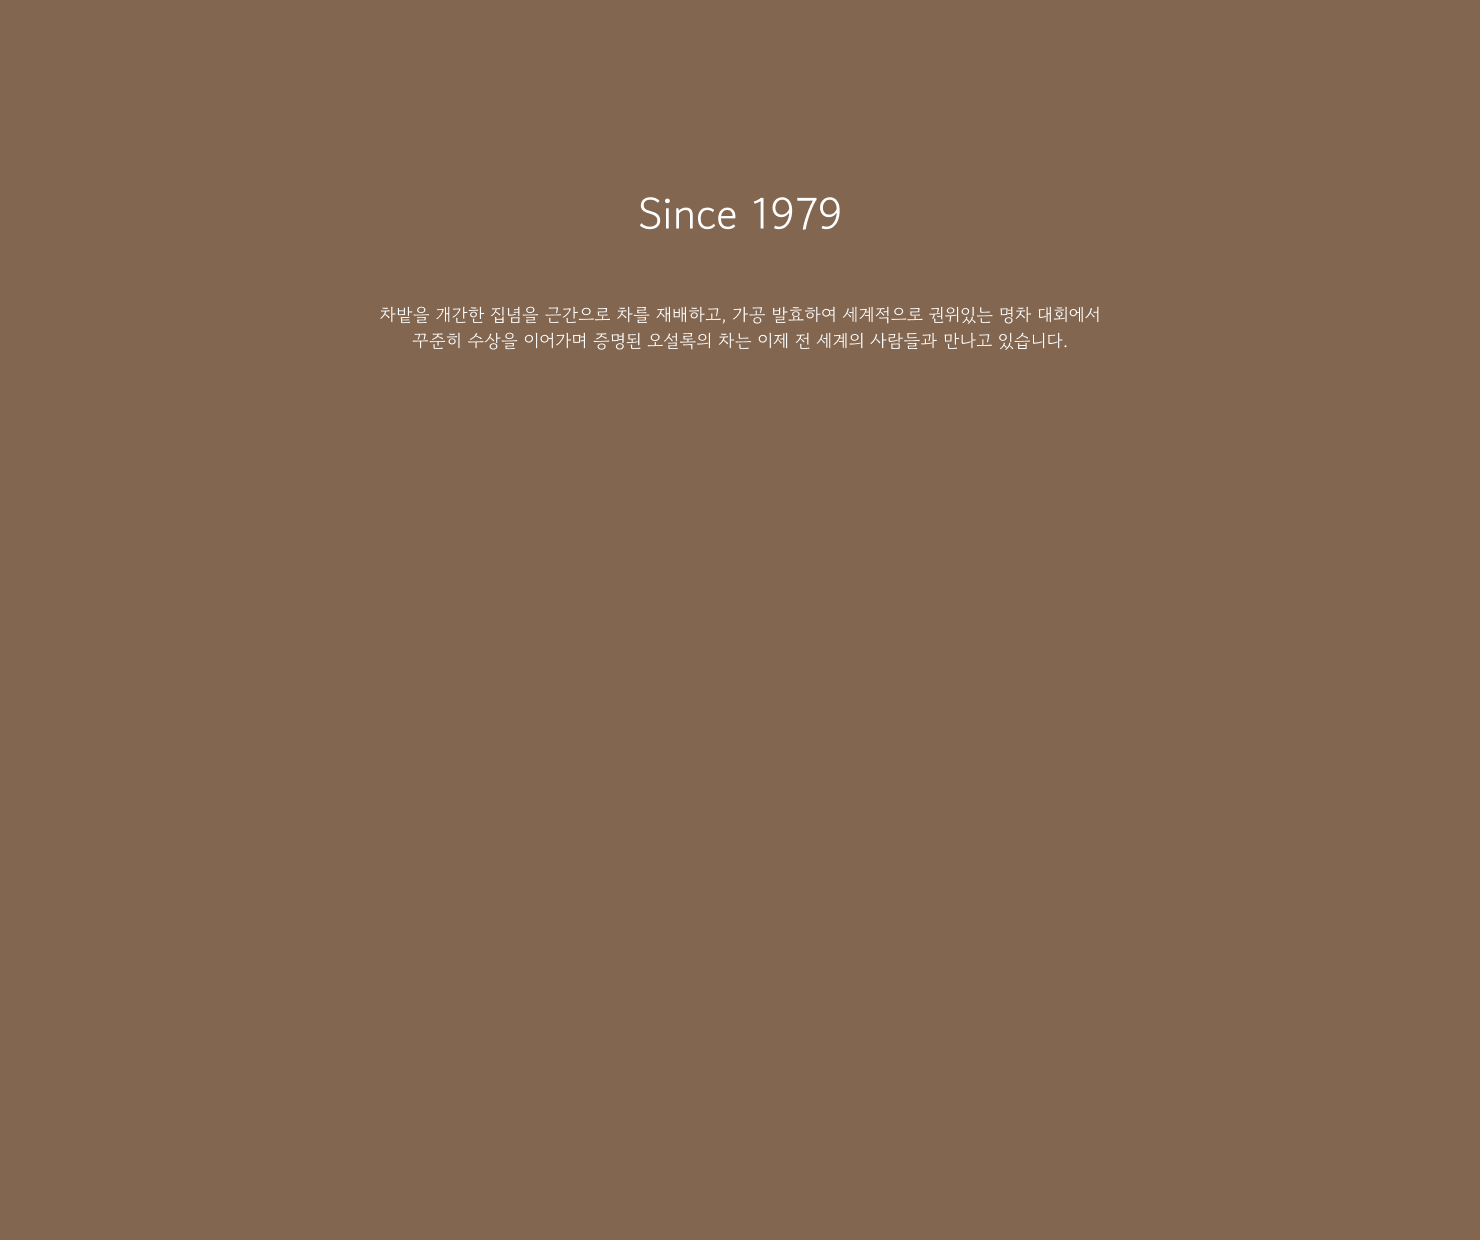 Since 1979
차밭을 개간한 집념을 근간으로 차를 재배하고, 가공 발효하여 세계적으로 권위있는 명차 대회에서
꾸준히 수상을 이어가며 증명된 오설록의 차는 이제 전 세계의 사람들과 만나고 있습니다.